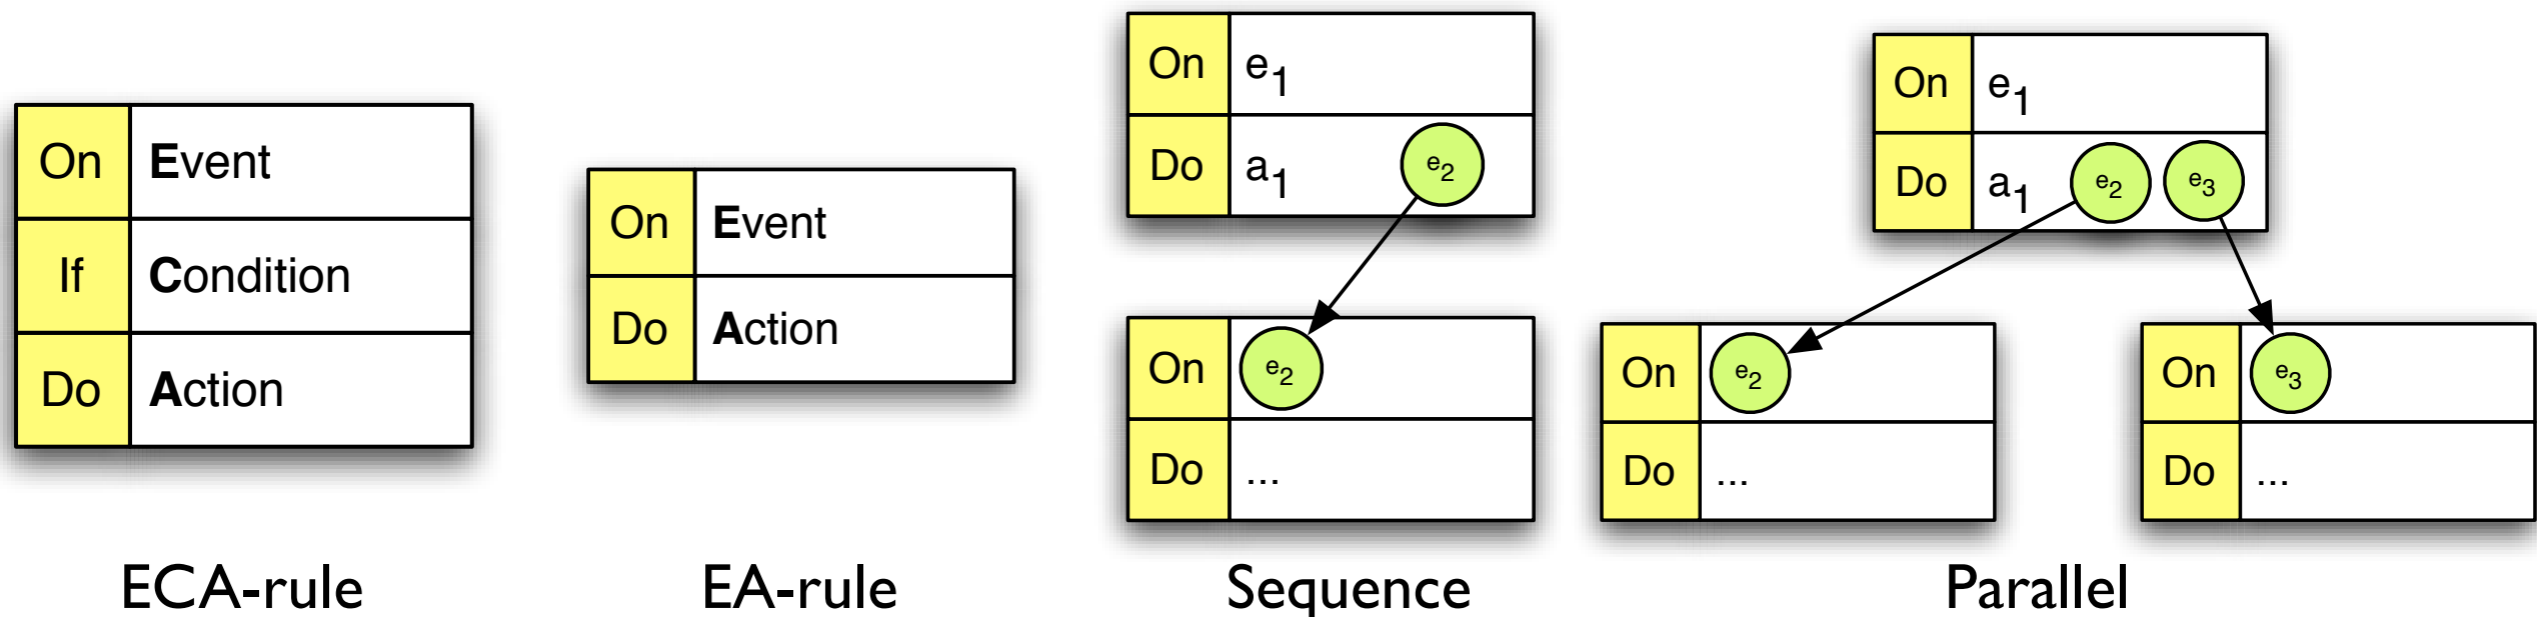 On Event
If Condition
Do Action
ECA-rule
On Event
Do Action
EA-rule
On e1
Do a1 e2
On e2
Do ...
Sequence
On e1
Do a1 e2 e3
On e2
Do ...
On e3
Do ...
Parallel